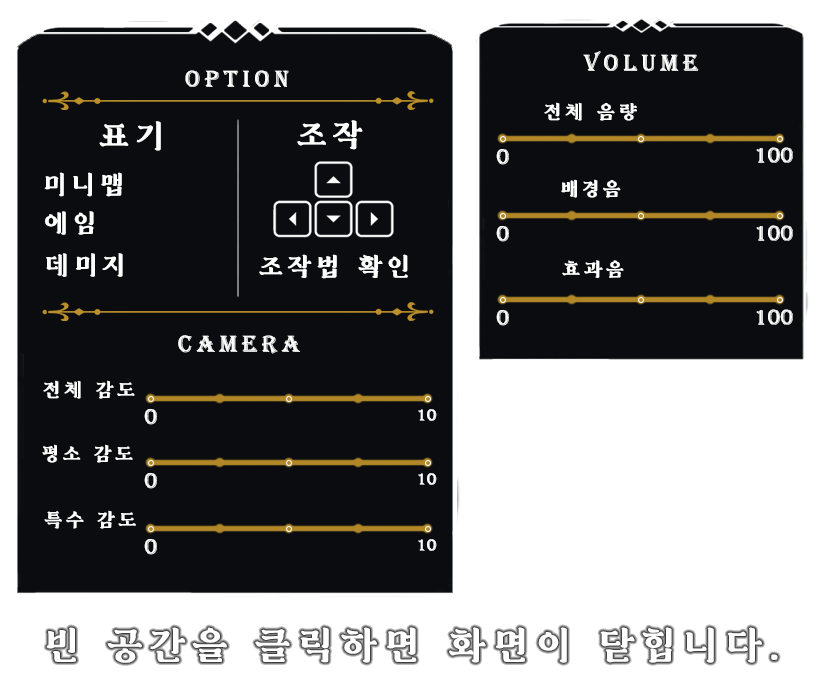 OPTION
표기
조작
미니맵
에임
데미지
조작법 확인
CAMERA
전체 감도
0
10
평소 감도
0
10
특수 감도
0
10
VOLUME
전체 음량
0
100
배경음
0
100
효과음
0
100
빈 공간을 클릭하면 화면이 닫힙니다.